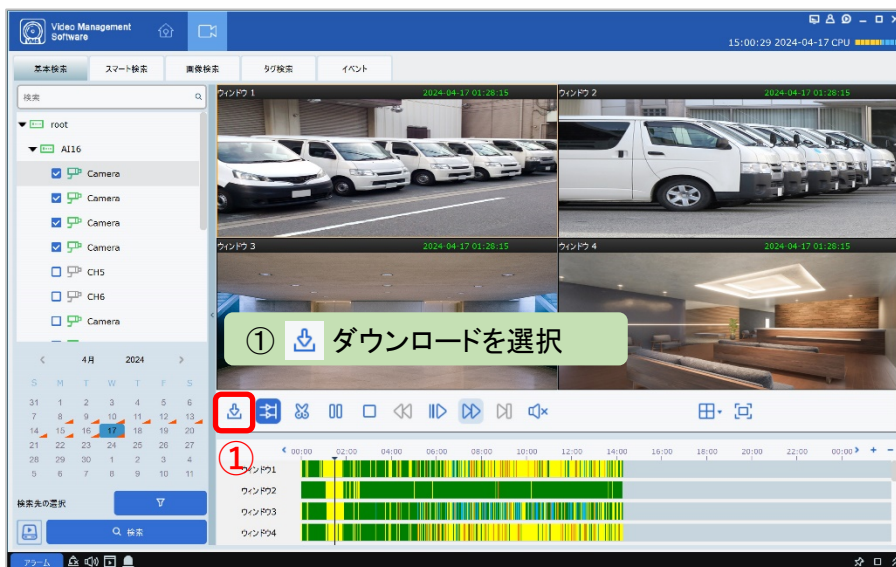 Video Management
Software
15:00:29 2024-04-17 CPU
基本検索 スマート検索 画像検索 タグ検索 イベント
検索
root
AI16
Camera
Camera
Camera
Camera
CH5
CH6
Camera
ウィンドウ 1 2024-04-17 01:28:15
ウィンドウ 2 2024-04-17 01:28:15
ウィンドウ 3 2024-04-17 01:28:15
ウィンドウ 4 2024-04-17 01:28:15
① ダウンロードを選択
①
4月 2024
S M T W T F S
31 1 2 3 4 5 6
7 8 9 10 11 12 13
14 15 16 17 18 19 20
21 22 23 24 25 26 27
28 29 30 1 2 3 4
5 6 7 8 9 10 11
検索先の選択
検索
00:00 02:00 04:00 06:00 08:00 10:00 12:00 14:00 16:00 18:00 20:00 22:00 00:00
ウィンドウ1
ウィンドウ2
ウィンドウ3
ウィンドウ4
アラーム